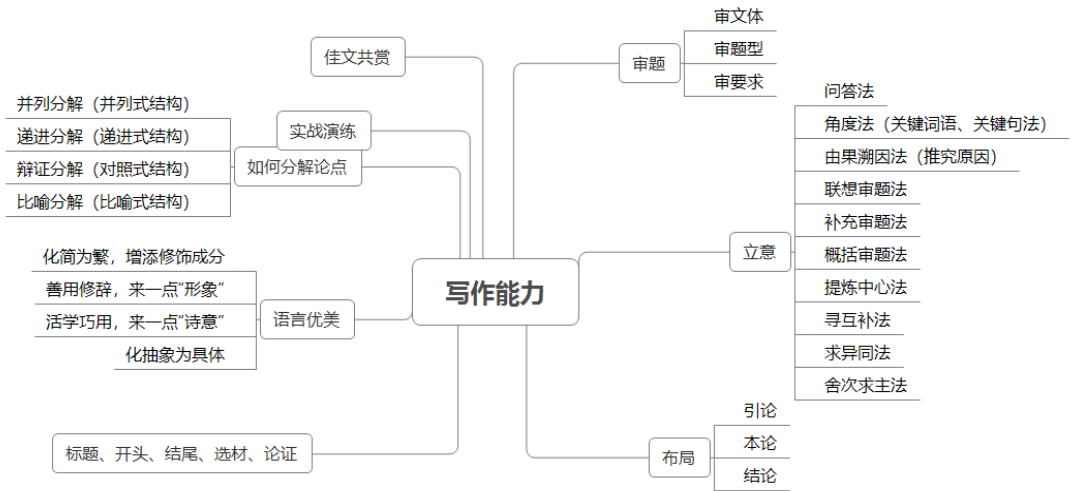 写作能力
审题
审文体
审题型
审要求
立意
问答法
角度法（关键词语、关键句法）
由果溯因法（推究原因）
联想审题法
补充审题法
概括审题法
提炼中心法
寻互补法
求异同法
舍次求主法
布局
引论
本论
结论
佳文共赏
实战演练
如何分解论点
并列分解（并列式结构）
递进分解（递进式结构）
辩证分解（对照式结构）
比喻分解（比喻式结构）
语言优美
化简为繁，增添修饰成分
善用修辞，来一点“形象”
活学巧用，来一点“诗意”
化抽象为具体
标题、开头、结尾、选材、论证